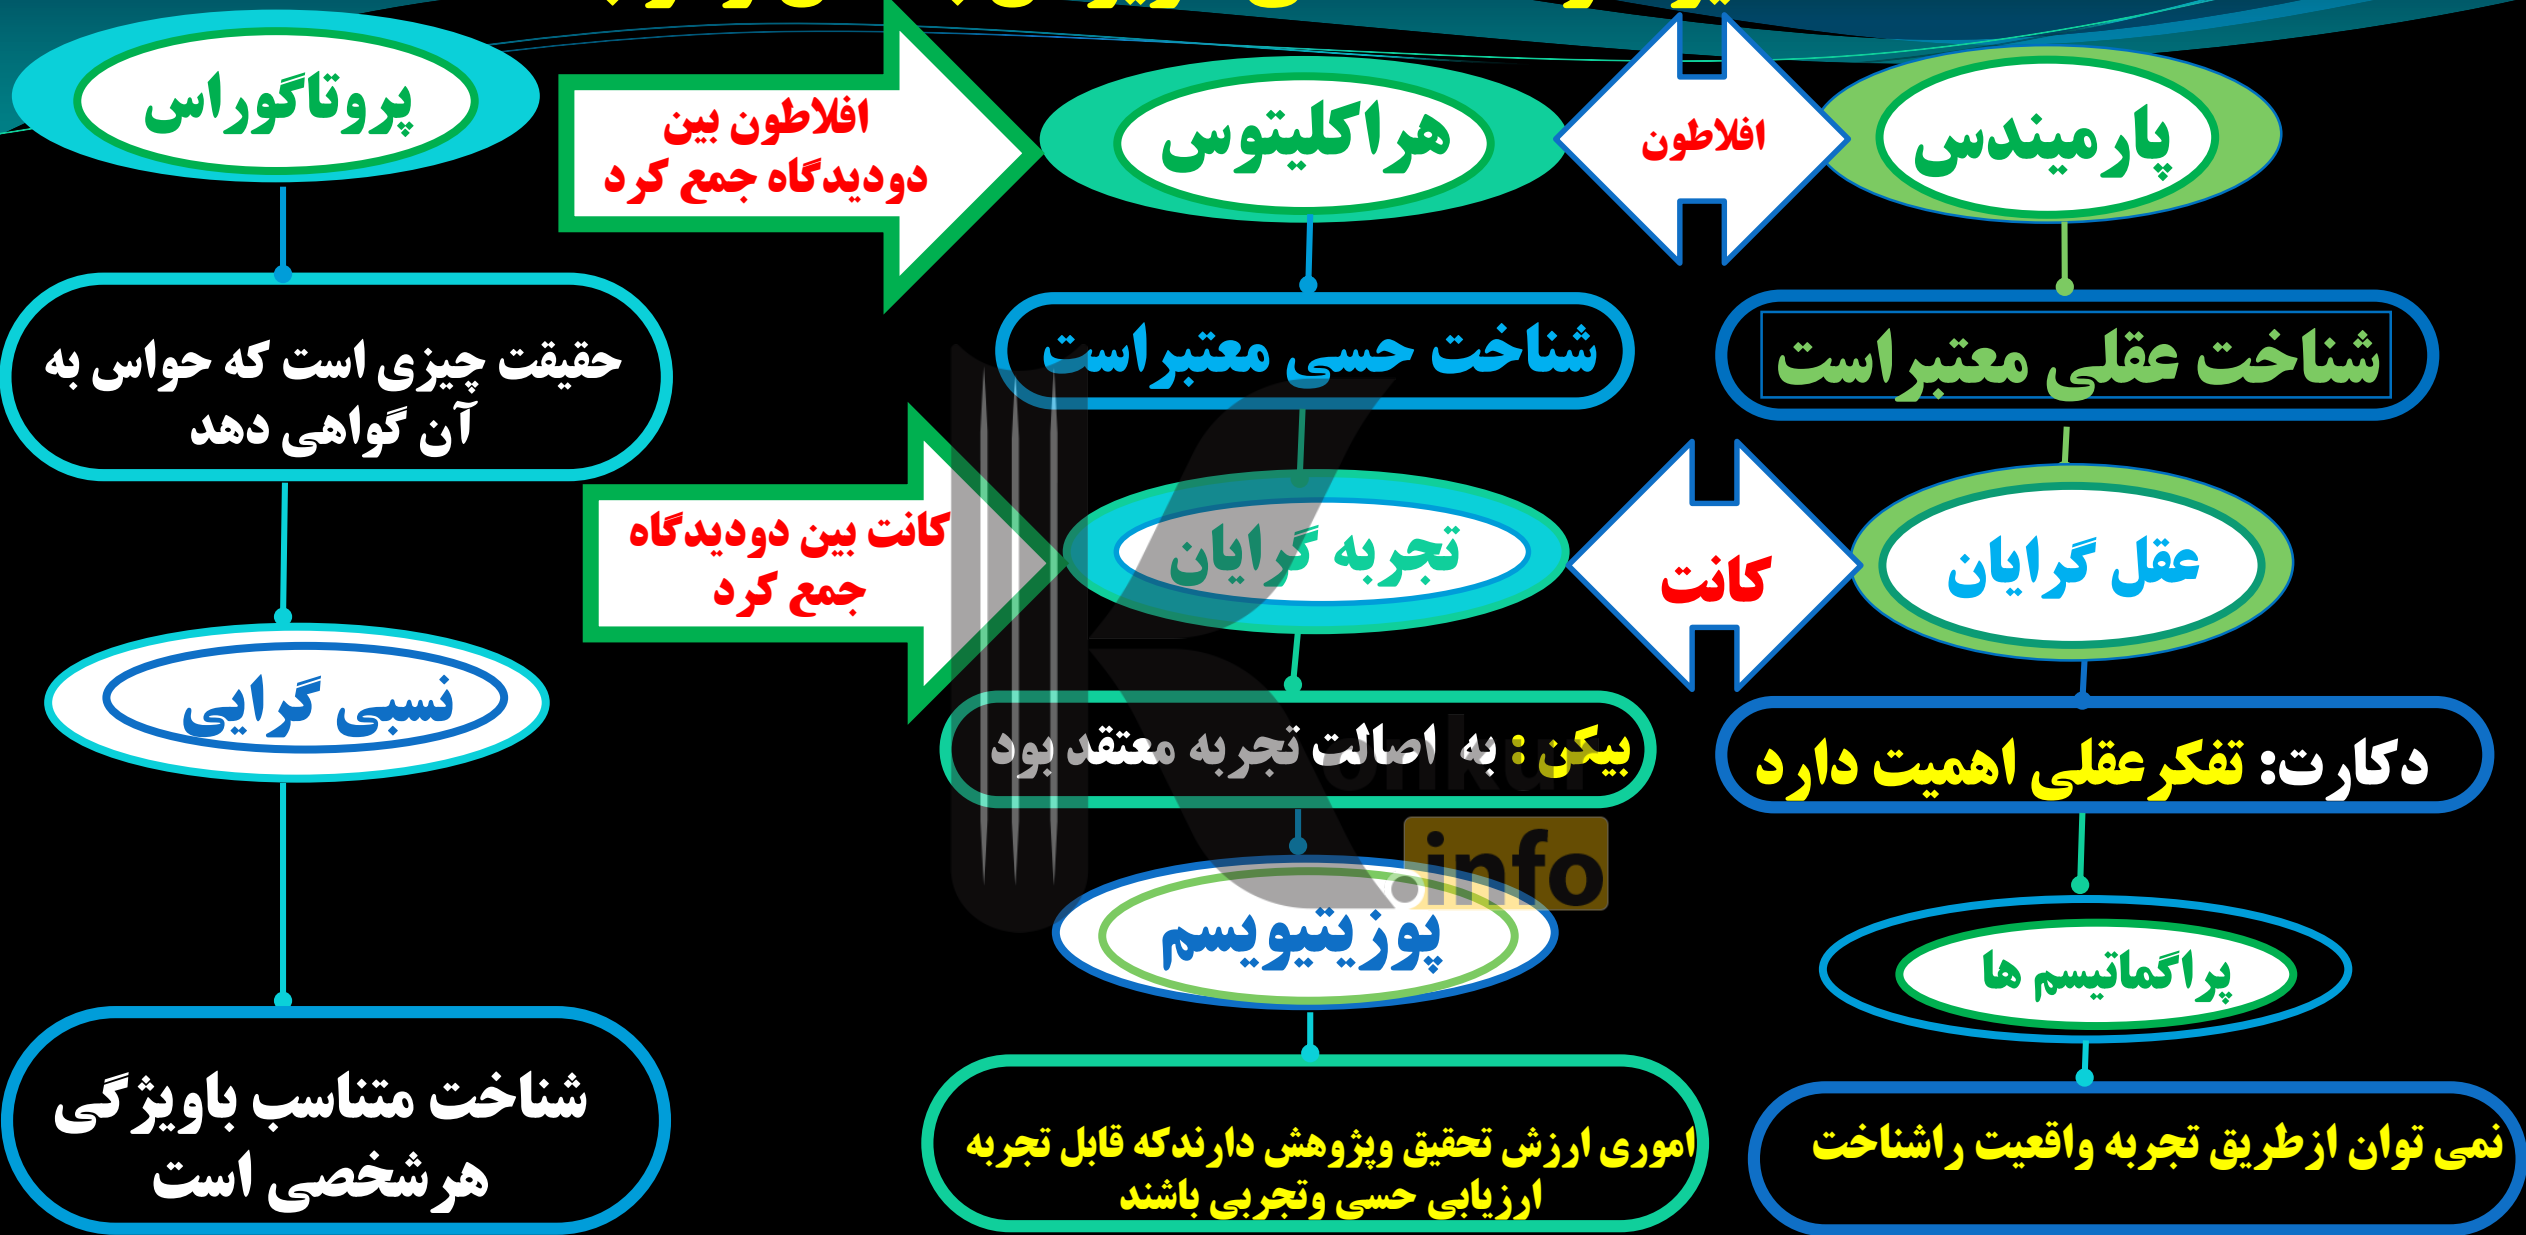 پارمیندس
افلاطون
هراکلیتوس
افلاطون بین
دودیدگاه جمع کرد
پروتاگوراس
شناخت عقلی معتبراست
شناخت حسی معتبراست
حقیقت چیزی است که حواس به
آن گواهی دهد
عقل گرایان
کانت
تجربه گرایان
کانت بین دودیدگاه
جمع کرد
نسبی گرایی
دکارت: تفکرعقلی اهمیت دارد
بیکن : به اصالت تجربه معتقد بود
onkur
.info
پراگماتیسم ها
پوزیتیویسم
نمی توان ازطریق تجربه واقعیت راشناخت
اموری ارزش تحقیق وپژوهش دارندکه قابل تجربه
ارزیابی حسی وتجربی باشند
شناخت متناسب باویژگی
هرشخصی است